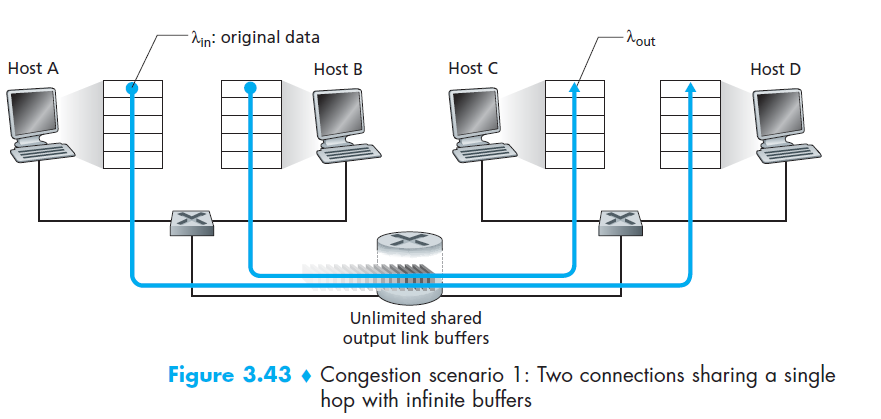 λin: original data
λout
Host A
Host B
Host C
Host D
Unlimited shared
output link buffers
Figure 3.43 ♦ Congestion scenario 1: Two connections sharing a single
hop with infinite buffers